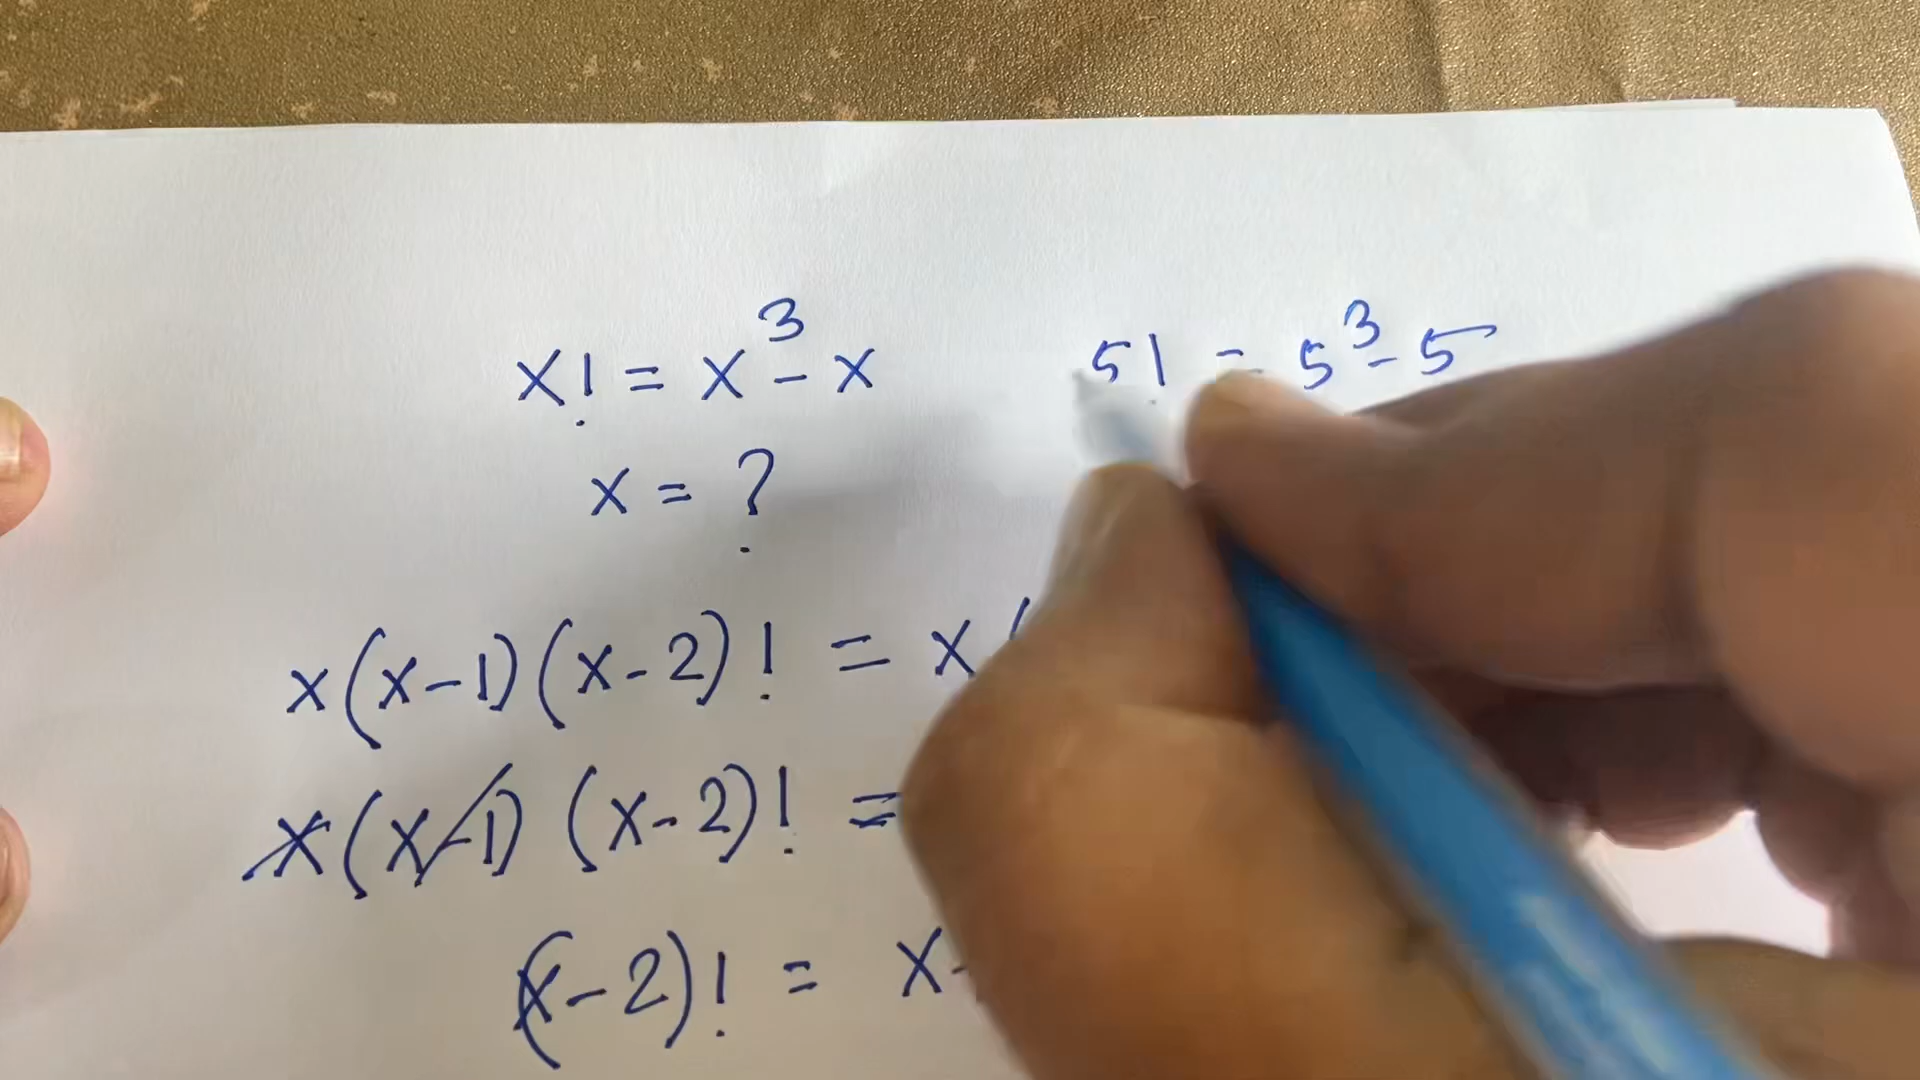 x! = x³ - x
5! = 5³ - 5
x = ?
x(x-1)(x-2)! = x(
x(x-1)(x-2)! =
(x-2)! = x-